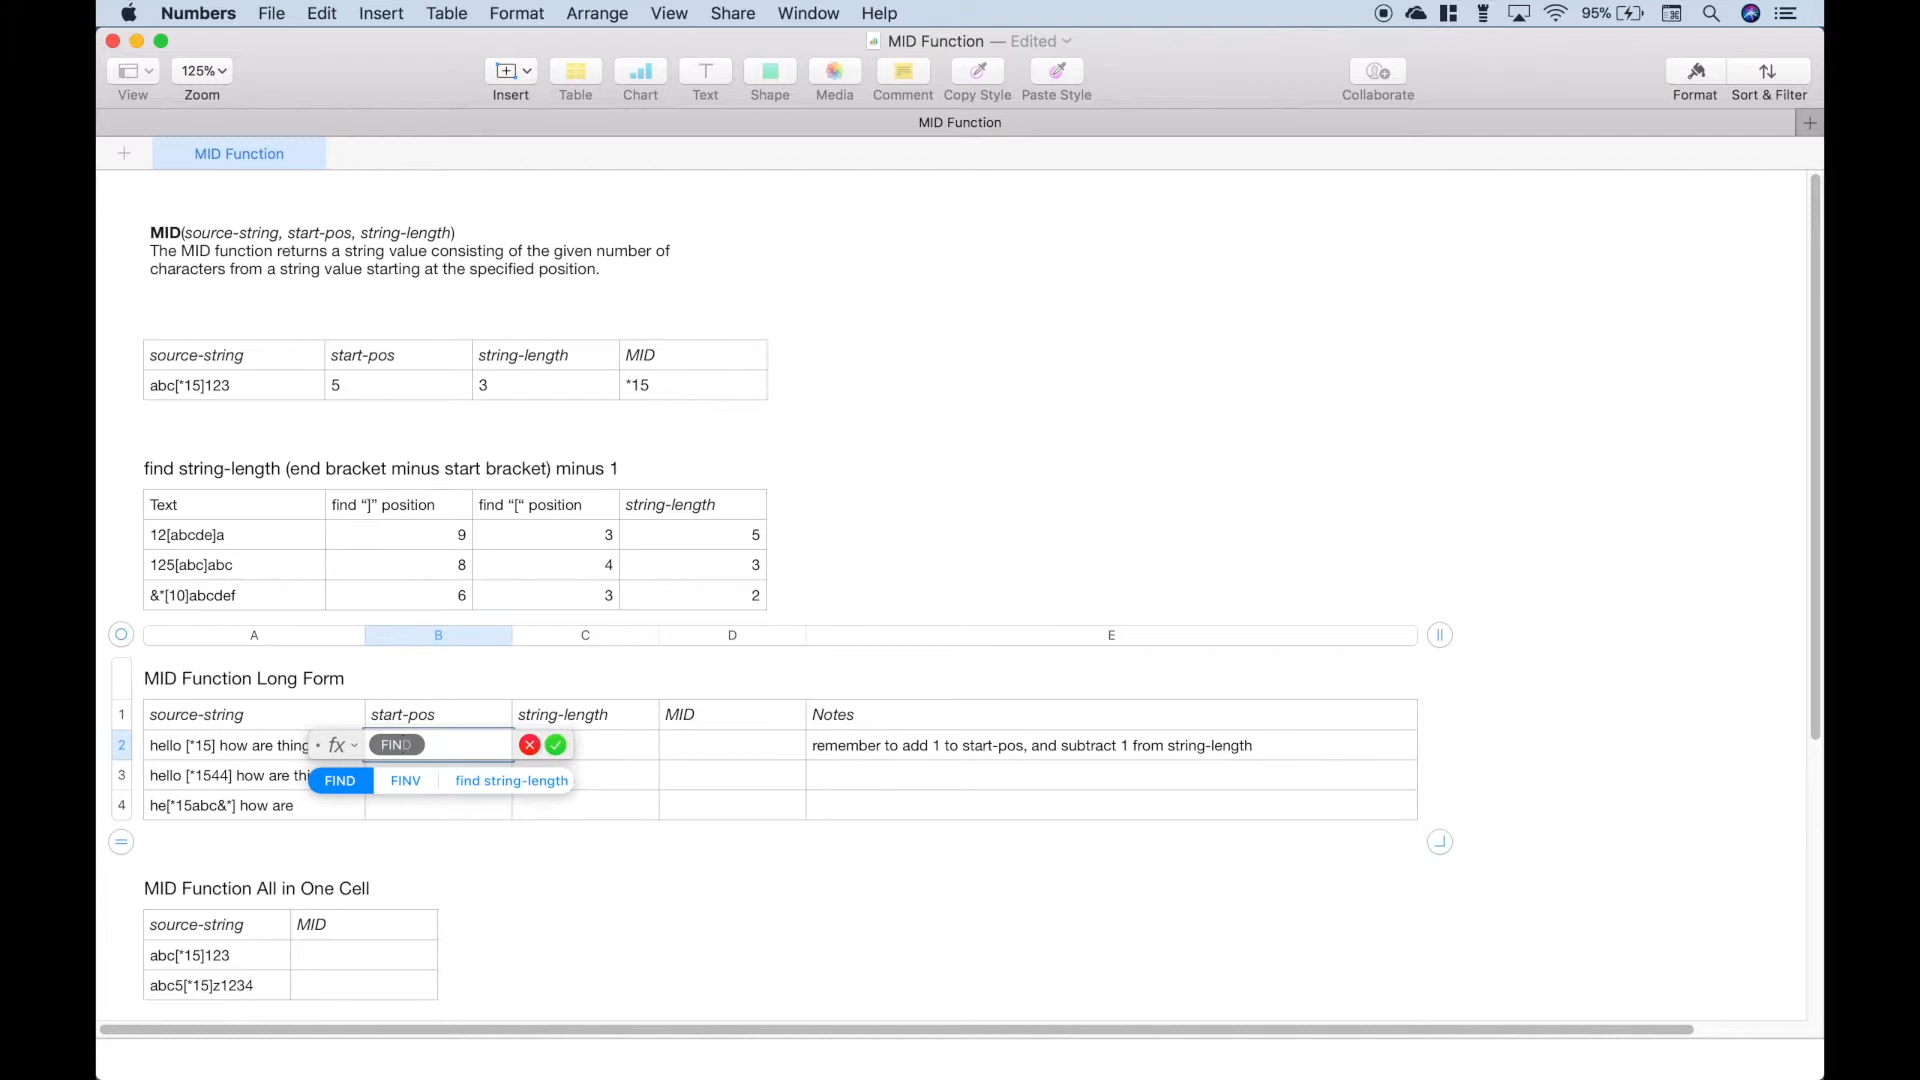 Numbers File Edit Insert Table Format Arrange View Share Window Help 95%
MID Function — Edited
125%
View Zoom Insert Table Chart Text Shape Media Comment Copy Style Paste Style Collaborate Format Sort & Filter
MID Function
MID Function
MID(source-string, start-pos, string-length)
The MID function returns a string value consisting of the given number of
characters from a string value starting at the specified position.
source-string start-pos string-length MID
abc[*15]123 5 3 *15
find string-length (end bracket minus start bracket) minus 1
Text find “]” position find “[“ position string-length
12[abcde]a 9 3 5
125[abc]abc 8 4 3
&*[10]abcdef 6 3 2
A B C D E
MID Function Long Form
1 source-string start-pos string-length MID Notes
2 hello [*15] how are thing fx FIND remember to add 1 to start-pos, and subtract 1 from string-length
3 hello [*1544] how are thi FIND FINV find string-length
4 he[*15abc&*] how are
MID Function All in One Cell
source-string MID
abc[*15]123
abc5[*15]z1234